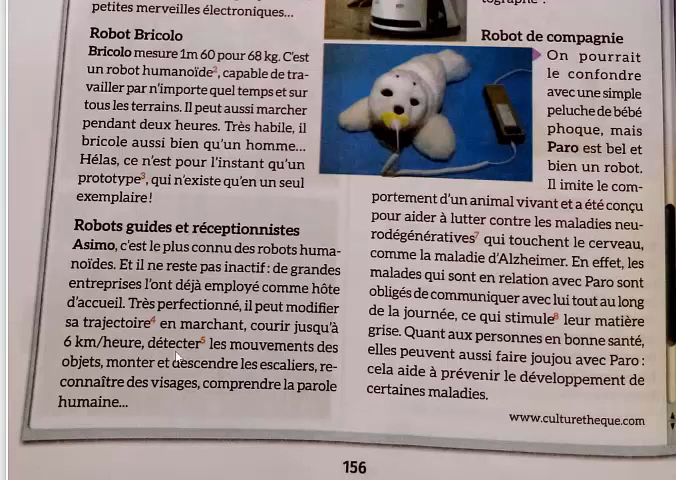 petites merveilles électroniques...
Robot Bricolo
Bricolo mesure 1m 60 pour 68 kg. C'est
un robot humanoïde², capable de tra-
vailler par n'importe quel temps et sur
tous les terrains. Il peut aussi marcher
pendant deux heures. Très habile, il
bricole aussi bien qu'un homme...
Hélas, ce n'est pour l'instant qu'un
prototype³, qui n'existe qu'en un seul
exemplaire !
Robots guides et réceptionnistes
Asimo, c'est le plus connu des robots huma-
noïdes. Et il ne reste pas inactif : de grandes
entreprises l'ont déjà employé comme hôte
d'accueil. Très perfectionné, il peut modifier
sa trajectoire⁴ en marchant, courir jusqu'à
6 km/heure, détecter⁵ les mouvements des
objets, monter et descendre les escaliers, re-
connaître des visages, comprendre la parole
humaine...
Robot de compagnie
On pourrait
le confondre
avec une simple
peluche de bébé
phoque, mais
Paro est bel et
bien un robot.
Il imite le com-
portement d'un animal vivant et a été conçu
pour aider à lutter contre les maladies neu-
rodégénératives⁷ qui touchent le cerveau,
comme la maladie d'Alzheimer. En effet, les
malades qui sont en relation avec Paro sont
obligés de communiquer avec lui tout au long
de la journée, ce qui stimule⁸ leur matière
grise. Quant aux personnes en bonne santé,
elles peuvent aussi faire joujou avec Paro :
cela aide à prévenir le développement de
certaines maladies.
www.culturetheque.com
156